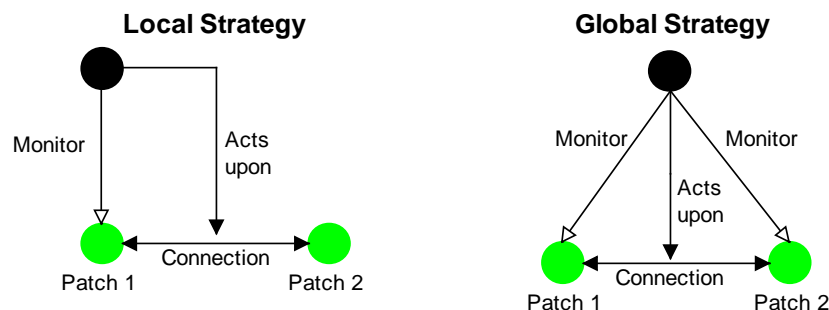 Local Strategy
Monitor
Acts
upon
Connection
Patch 1
Patch 2
Global Strategy
Monitor
Monitor
Acts
upon
Connection
Patch 1
Patch 2